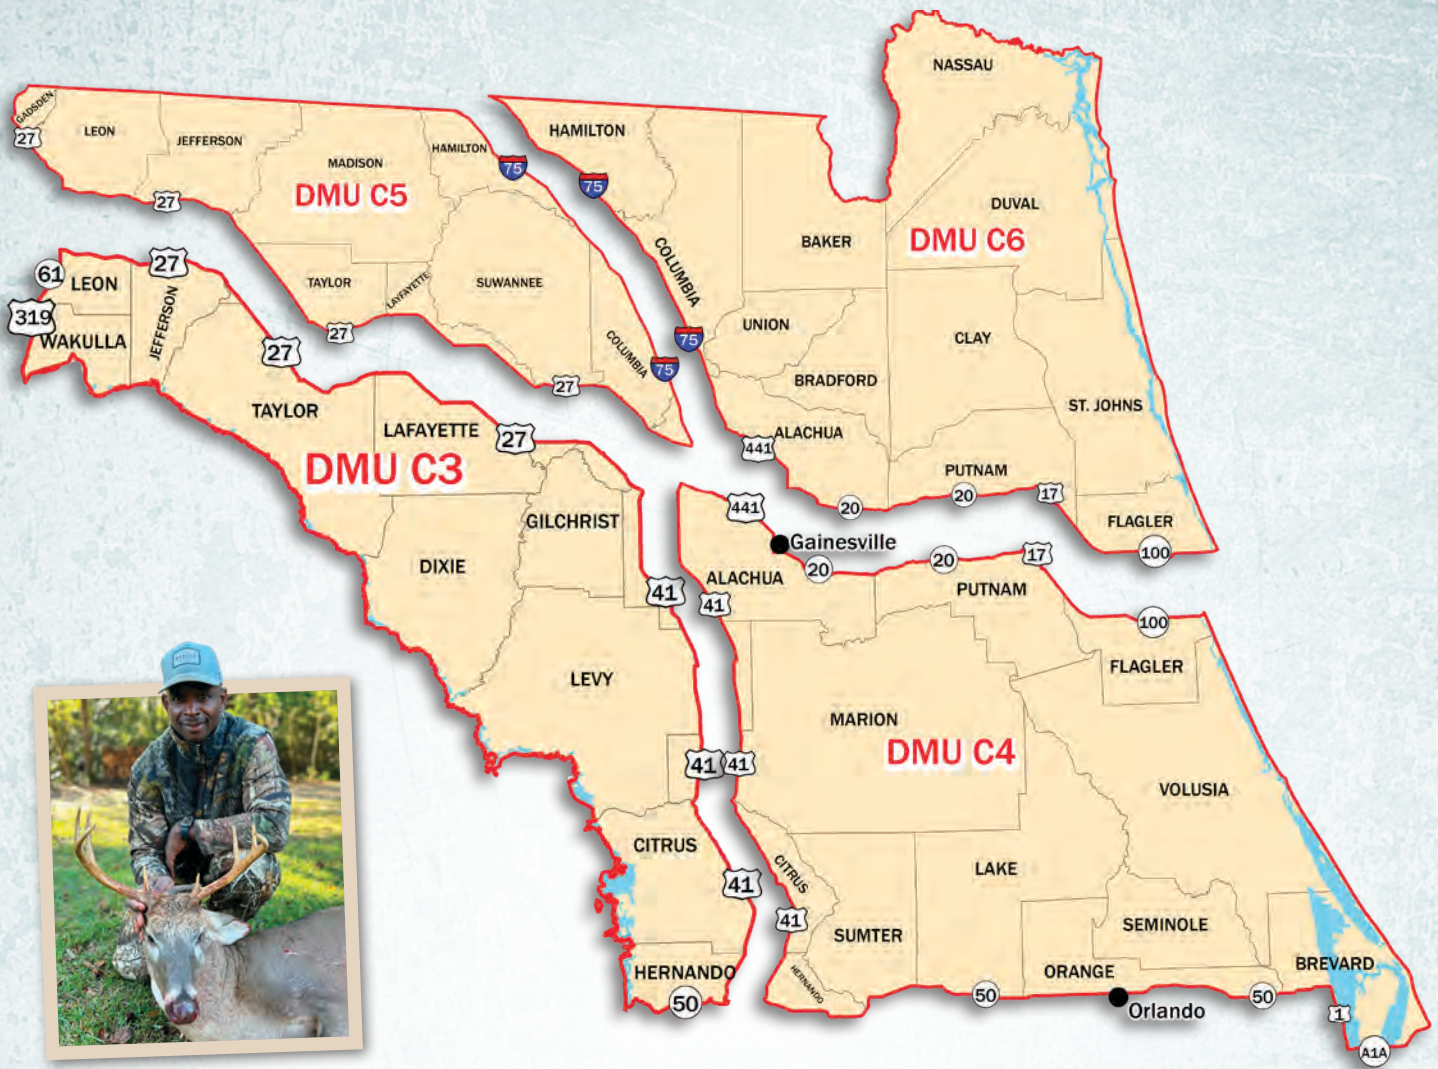 GADSDEN
27
LEON
JEFFERSON
27
MADISON
DMU C5
HAMILTON
75
TAYLOR
27
LAYFAYETTE
SUWANNEE
27
COLUMBIA
75
HAMILTON
75
COLUMBIA
75
NASSAU
DUVAL
DMU C6
BAKER
UNION
CLAY
BRADFORD
ALACHUA
441
ST. JOHNS
PUTNAM
20
20
17
FLAGLER
100
61
LEON
27
319
WAKULLA
JEFFERSON
27
TAYLOR
LAFAYETTE
27
DMU C3
GILCHRIST
DIXIE
41
LEVY
41
CITRUS
41
HERNANDO
50
441
Gainesville
ALACHUA
20
20
17
41
PUTNAM
100
FLAGLER
MARION
DMU C4
41
VOLUSIA
CITRUS
41
LAKE
SUMTER
SEMINOLE
HERNANDO
ORANGE
BREVARD
50
50
Orlando
1
A1A